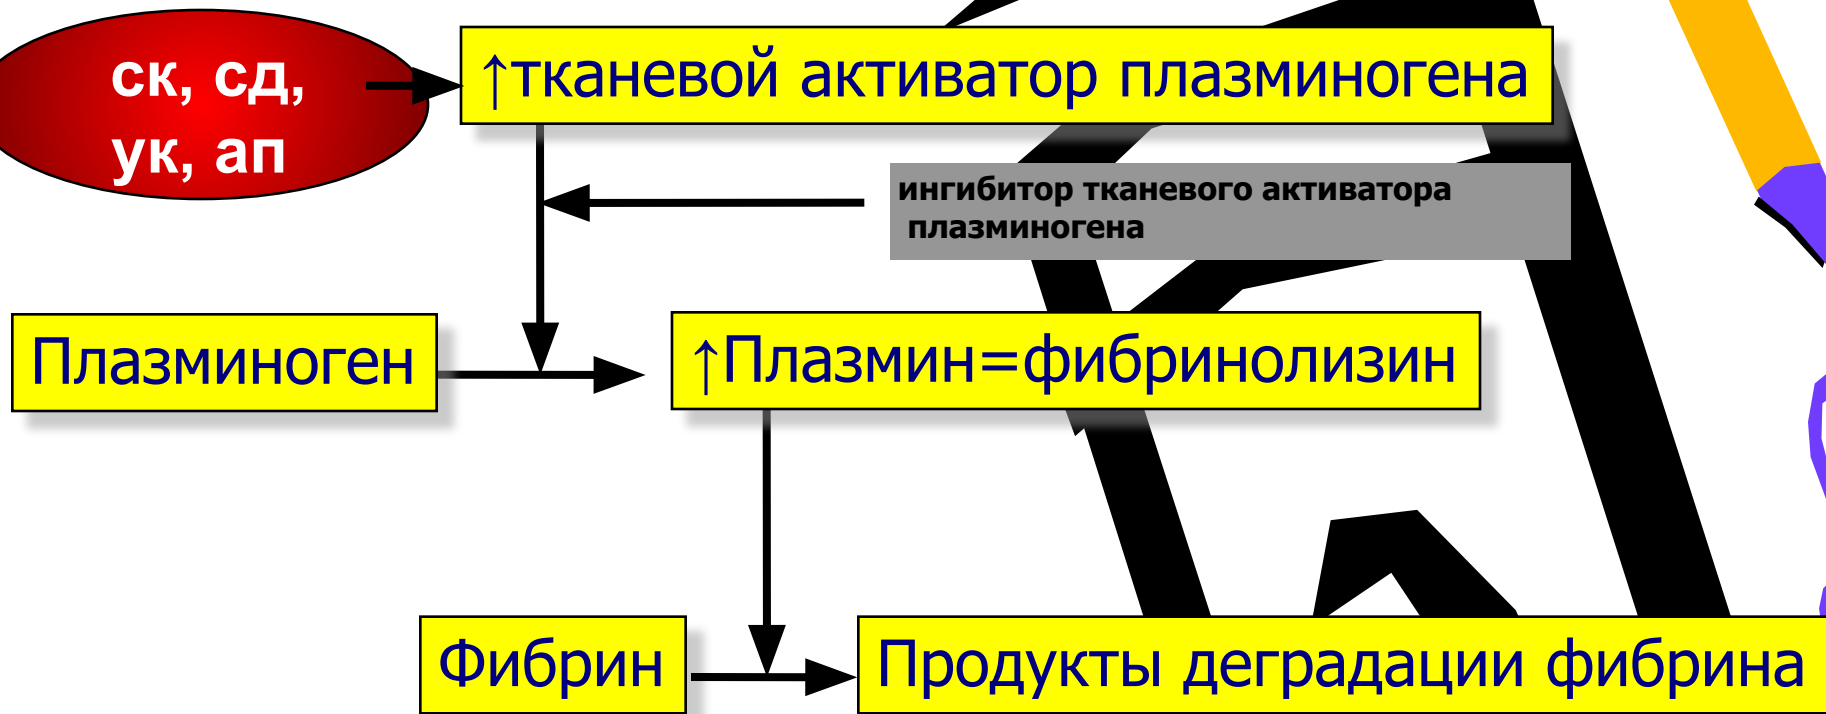 ск, сд,
ук, ап
↑тканевой активатор плазминогена
ингибитор тканевого активатора
плазминогена
Плазминоген
↑Плазмин=фибринолизин
Фибрин
Продукты деградации фибрина